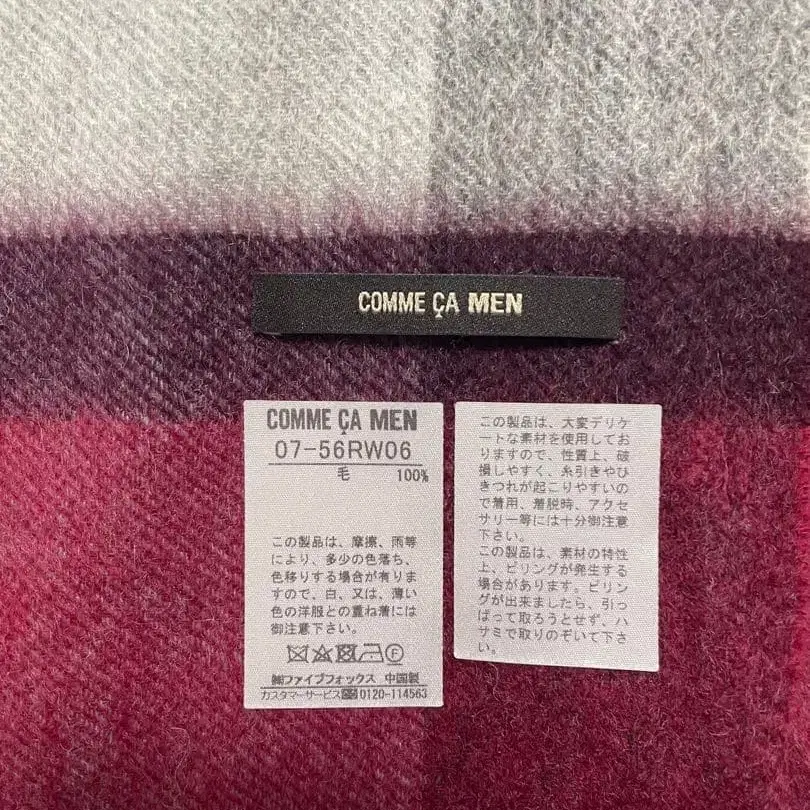 COMME ÇA MEN
COMME ÇA MEN
07-56RW06
毛 100%
この製品は、摩擦、雨等
により、多少の色落ち、
色移りする場合が有りま
すので、白、又は、薄い
色の洋服との重ね着には
御注意下さい。
㈱ファイブフォックス 中国製
カスタマーサービス 0120-114563
この製品は、大変デリケ
ートな素材を使用してお
りますので、性質上、破
損しやすく、糸引きやひ
きつれが起こりやすいの
で着用、着脱時、アクセ
サリー等には十分御注意
下さい。
この製品は、素材の特性
上、ピリングが発生する
場合があります。ピリン
グが出来ましたら、引っ
ぱって取ろうとせず、ハ
サミで取りのぞいて下さ
い。